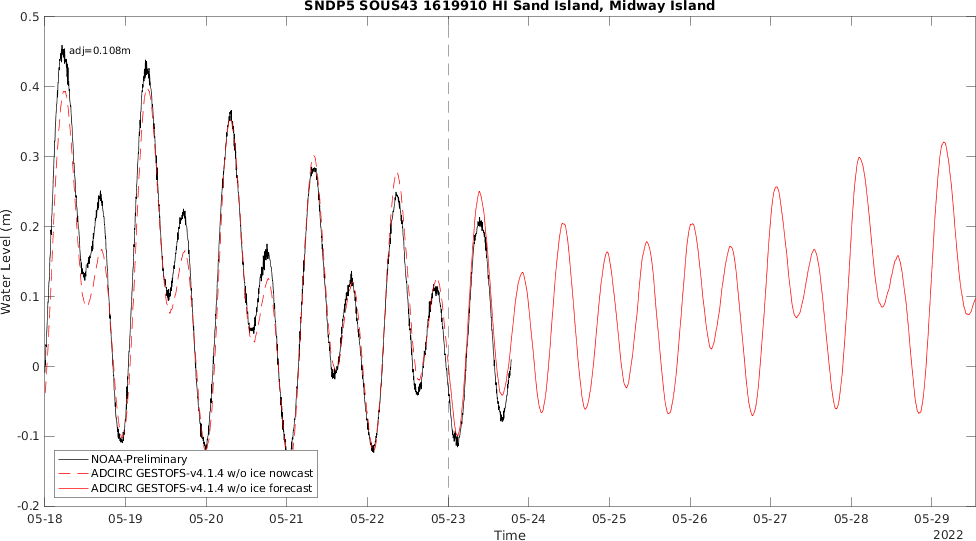 SNDP5 SOUS43 1619910 HI Sand Island, Midway Island
0.5
0.4
0.3
0.2
0.1
0
-0.1
-0.2
Water Level (m)
adj=0.108m
NOAA-Preliminary
ADCIRC GESTOFS-v4.1.4 w/o ice nowcast
ADCIRC GESTOFS-v4.1.4 w/o ice forecast
05-18 05-19 05-20 05-21 05-22 05-23 05-24 05-25 05-26 05-27 05-28 05-29
Time
2022